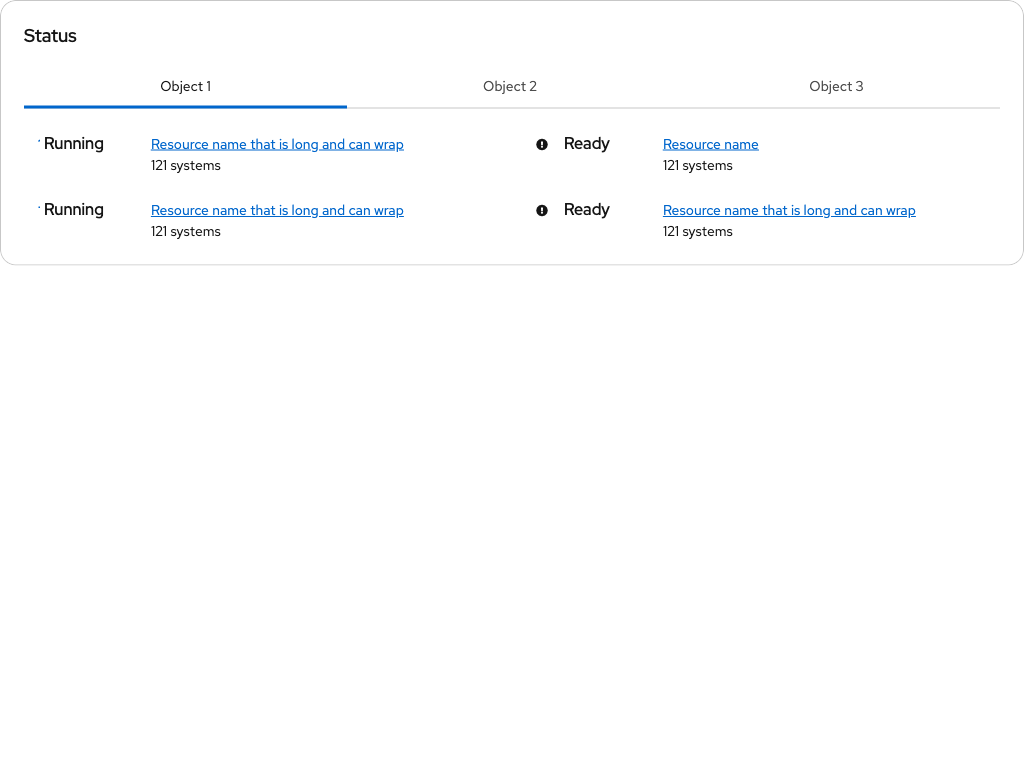 Status
Object 1 Object 2 Object 3
Running Resource name that is long and can wrap Ready Resource name
121 systems 121 systems
Running Resource name that is long and can wrap Ready Resource name that is long and can wrap
121 systems 121 systems